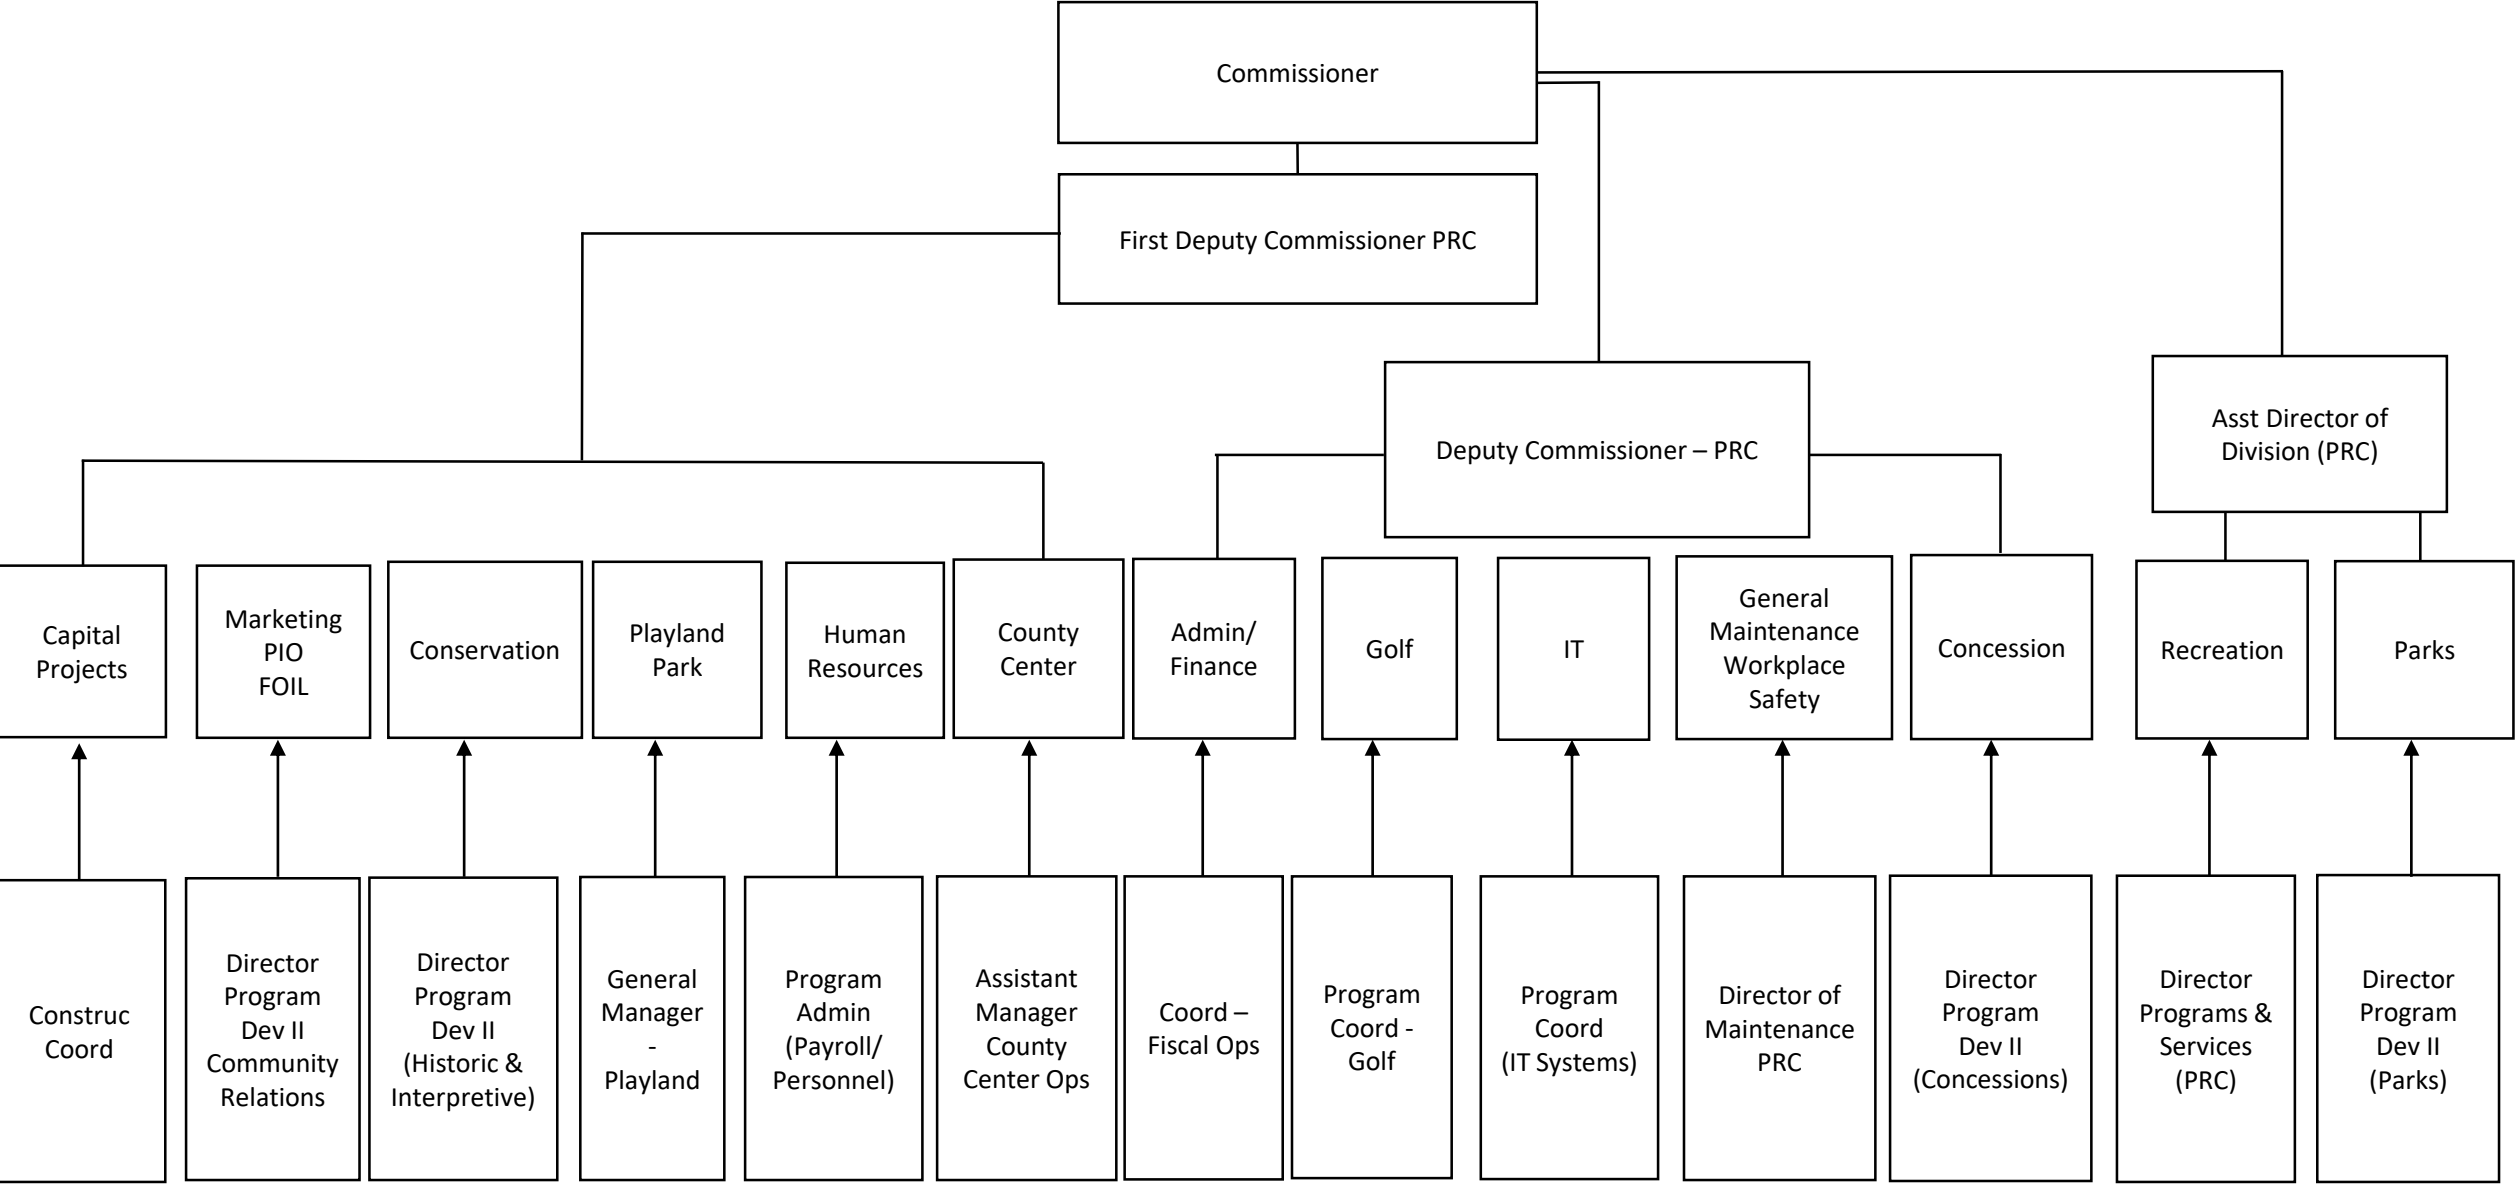 Commissioner
First Deputy Commissioner PRC
Deputy Commissioner – PRC
Asst Director of
Division (PRC)
Capital
Projects
Marketing
PIO
FOIL
Conservation
Playland
Park
Human
Resources
County
Center
Admin/
Finance
Golf
IT
General
Maintenance
Workplace
Safety
Concession
Recreation
Parks
Construc
Coord
Director
Program
Dev II
Community
Relations
Director
Program
Dev II
(Historic &
Interpretive)
General
Manager
-
Playland
Program
Admin
(Payroll/
Personnel)
Assistant
Manager
County
Center Ops
Coord –
Fiscal Ops
Program
Coord -
Golf
Program
Coord
(IT Systems)
Director of
Maintenance
PRC
Director
Program
Dev II
(Concessions)
Director
Programs &
Services
(PRC)
Director
Program
Dev II
(Parks)